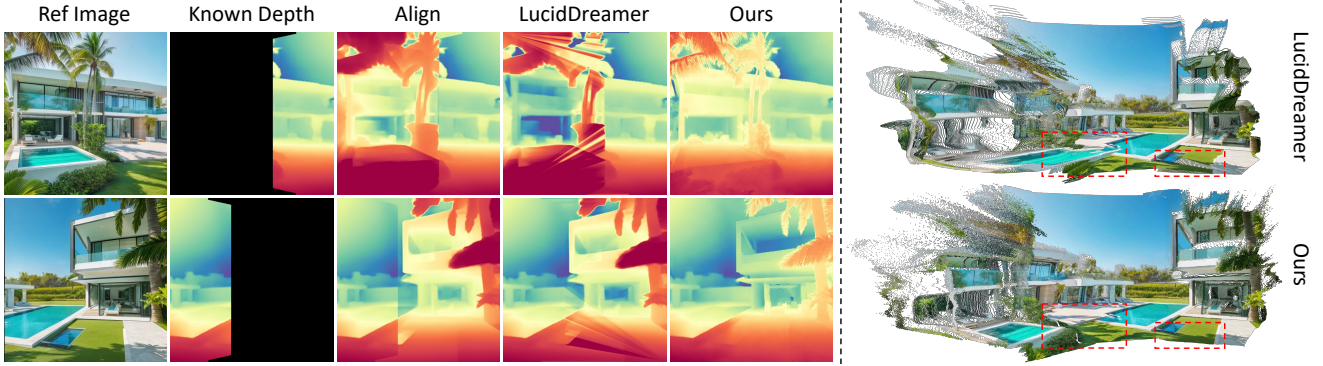 Ref Image
Known Depth
Align
LucidDreamer
Ours
LucidDreamer
Ours